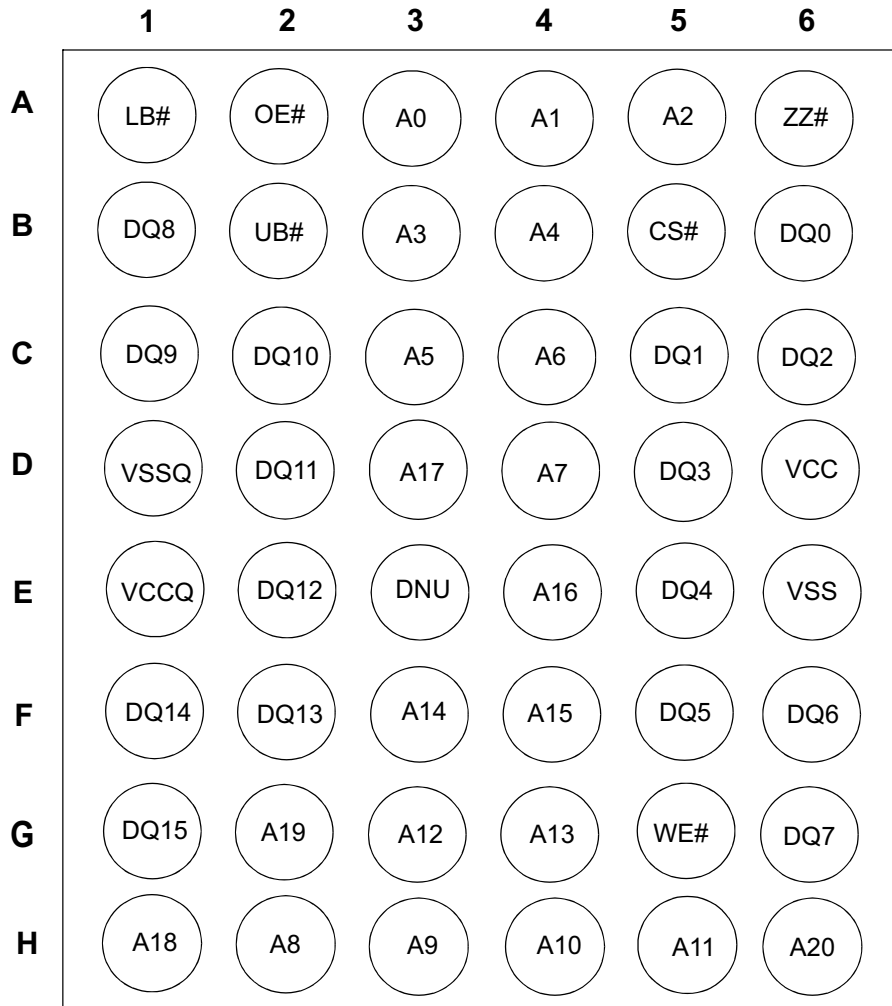 1 2 3 4 5 6
A LB# OE# A0 A1 A2 ZZ#
B DQ8 UB# A3 A4 CS# DQ0
C DQ9 DQ10 A5 A6 DQ1 DQ2
D VSSQ DQ11 A17 A7 DQ3 VCC
E VCCQ DQ12 DNU A16 DQ4 VSS
F DQ14 DQ13 A14 A15 DQ5 DQ6
G DQ15 A19 A12 A13 WE# DQ7
H A18 A8 A9 A10 A11 A20